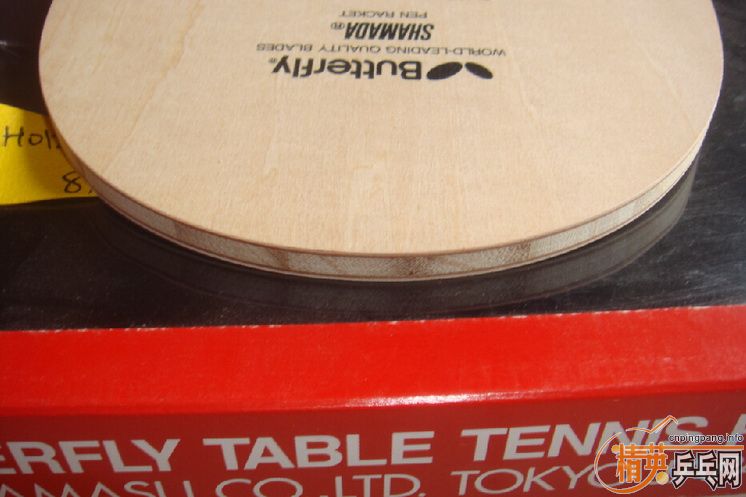 PEN RACKET
SHAMADA®
WORLD-LEADING QUALITY BLADES
Butterfly®
8
ERFLY TABLE TENNIS
AMASU CO.,LTD. TOKYO
cnpingpang.info
精英乒乓网